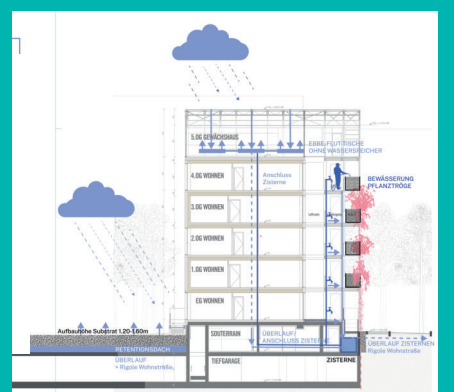 5.OG GEWÄCHSHAUS
EBBE-FLUT-TISCHE
OHNE WASSERSPEICHER
4.OG WOHNEN
Anschluss
Zisterne
BEWÄSSERUNG
PFLANZTRÖGE
3.OG WOHNEN
2.OG WOHNEN
1.OG WOHNEN
EG WOHNEN
Aufbauhöhe Substrat 1.20-1.60m
SOUTERRAIN
ÜBERLAUF/
ANSCHLUSS ZISTERNE
ÜBERLAUF ZISTERNEN
Rigole Wohnstraße
RETENTIONSDACH
ÜBERLAUF
> Rigole Wohnstraße,
TIEFGARAGE
ZISTERNE